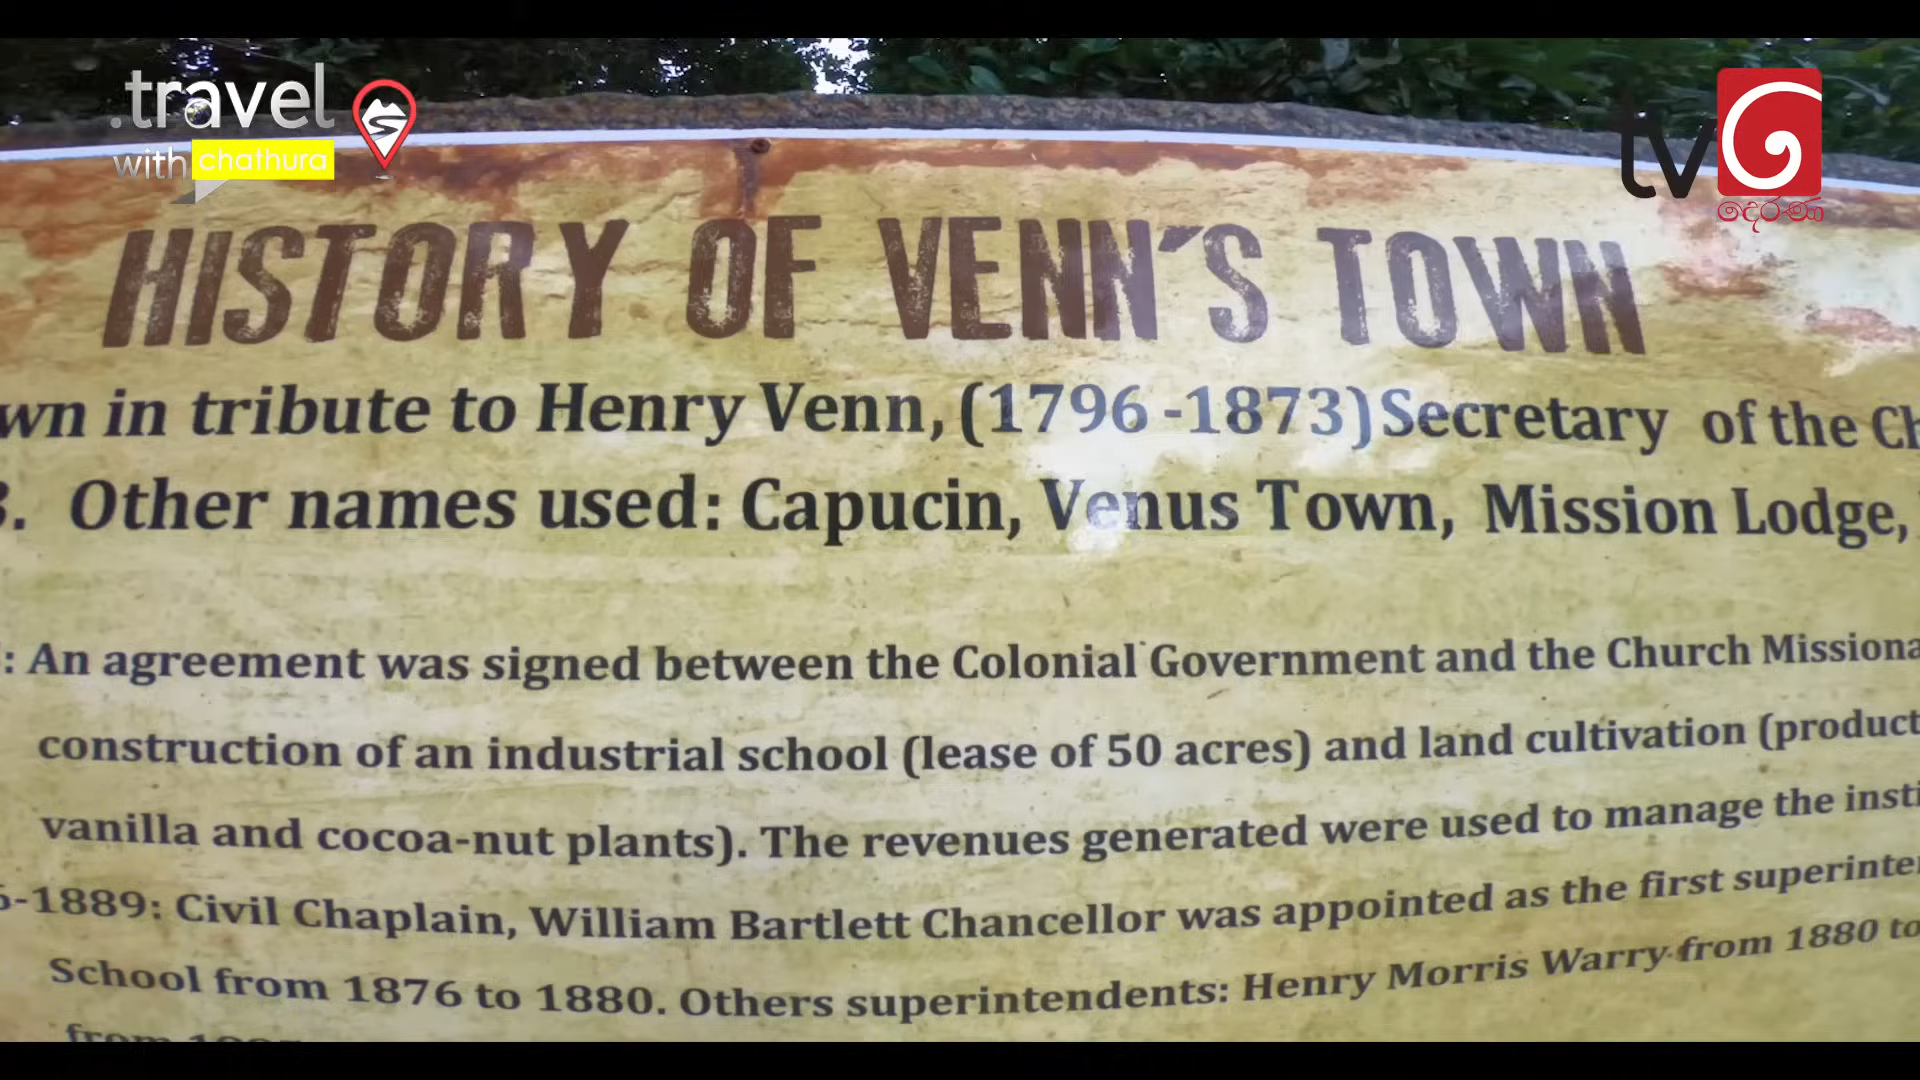 .travel
with chathura
tv
දෙරණ
HISTORY OF VENN'S TOWN
wn in tribute to Henry Venn, (1796 -1873) Secretary of the Ch
3. Other names used: Capucin, Venus Town, Mission Lodge,
: An agreement was signed between the Colonial Government and the Church Missiona
construction of an industrial school (lease of 50 acres) and land cultivation (product
vanilla and cocoa-nut plants). The revenues generated were used to manage the insti
6-1889: Civil Chaplain, William Bartlett Chancellor was appointed as the first superinte
School from 1876 to 1880. Others superintendents: Henry Morris Warry from 1880 to
from